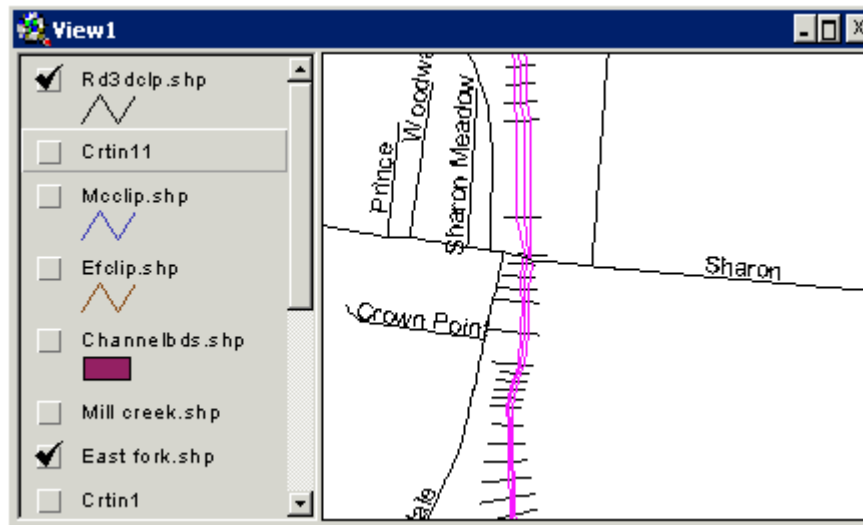 View1
Rd3dclp.shp
Crtin11
Mcclip.shp
Efclip.shp
Channelbds.shp
Mill creek.shp
East fork.shp
Crtin1
Prince
Woodwa
Sharon Meadow
Sharon
Crown Point
ale